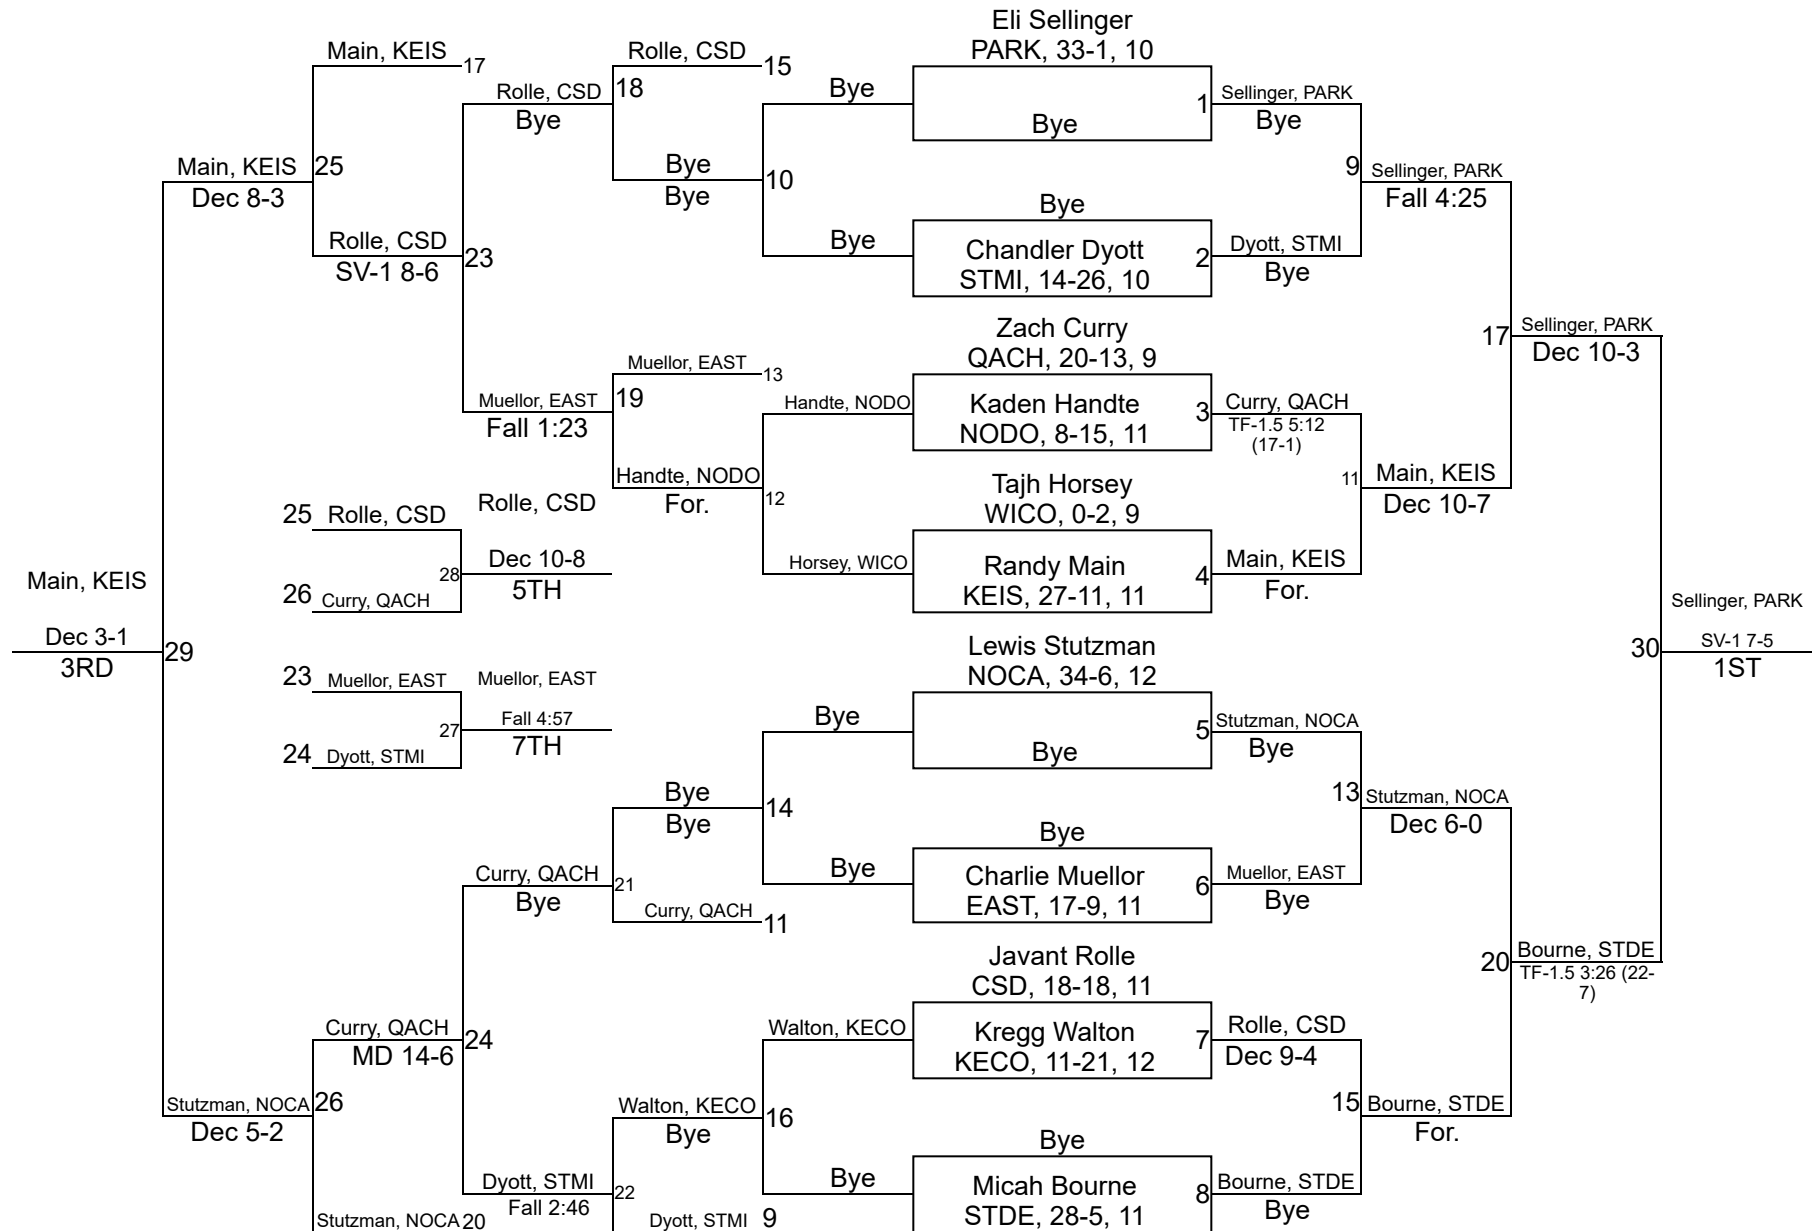 Eli Sellinger
PARK, 33-1, 10
Main, KEIS
17
Rolle, CSD
15
Rolle, CSD
18
Bye
Bye
1
Sellinger, PARK
Bye
Bye
Main, KEIS
25
Dec 8-3
Bye
10
Bye
9
Sellinger, PARK
Fall 4:25
Bye
Rolle, CSD
23
SV-1 8-6
Bye
Chandler Dyott
STMI, 14-26, 10
2
Dyott, STMI
Bye
Zach Curry
QACH, 20-13, 9
17
Sellinger, PARK
Dec 10-3
Muellor, EAST
13
Muellor, EAST
19
Fall 1:23
Handte, NODO
Kaden Handte
NODO, 8-15, 11
3
Curry, QACH
TF-1.5 5:12
(17-1)
Handte, NODO
12
For.
Tajh Horsey
WICO, 0-2, 9
11
Main, KEIS
Dec 10-7
25
Rolle, CSD
Rolle, CSD
28
Dec 10-8
5TH
26
Curry, QACH
Horsey, WICO
Randy Main
KEIS, 27-11, 11
4
Main, KEIS
For.
Main, KEIS
Dec 3-1
29
3RD
Sellinger, PARK
30
SV-1 7-5
1ST
Lewis Stutzman
NOCA, 34-6, 12
23
Muellor, EAST
Muellor, EAST
27
Fall 4:57
7TH
24
Dyott, STMI
Bye
Bye
5
Stutzman, NOCA
Bye
Bye
14
Bye
13
Stutzman, NOCA
Dec 6-0
Bye
Curry, QACH
21
Bye
Curry, QACH
11
Bye
Charlie Muellor
EAST, 17-9, 11
6
Muellor, EAST
Bye
Javant Rolle
CSD, 18-18, 11
20
Bourne, STDE
TF-1.5 3:26 (22-
7)
Curry, QACH
24
MD 14-6
Walton, KECO
Kregg Walton
KECO, 11-21, 12
7
Rolle, CSD
Dec 9-4
Stutzman, NOCA
26
Dec 5-2
Walton, KECO
16
Bye
15
Bourne, STDE
For.
Bye
Dyott, STMI
22
Fall 2:46
Bye
Micah Bourne
STDE, 28-5, 11
8
Bourne, STDE
Bye
Stutzman, NOCA
20
Dyott, STMI
9